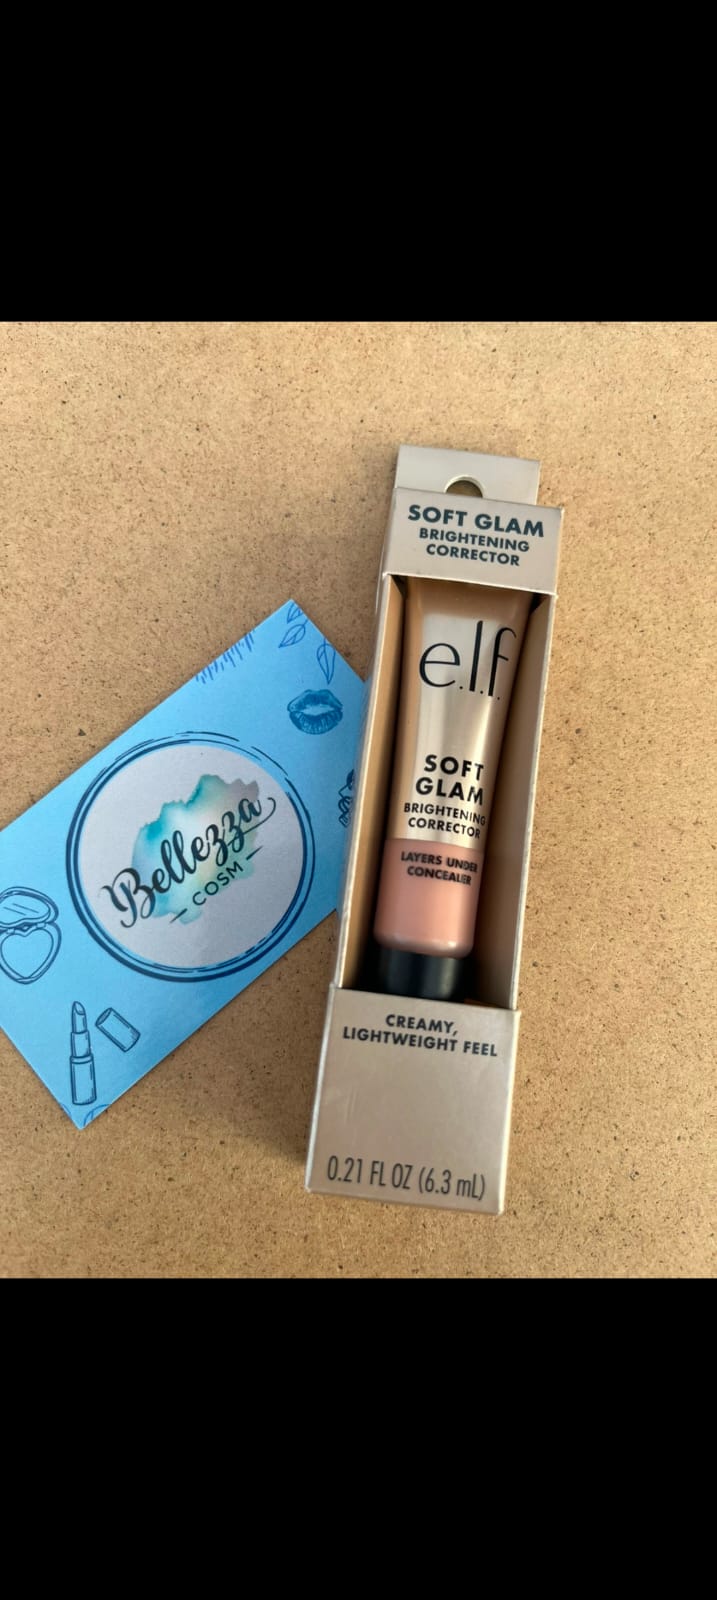 SOFT GLAM
BRIGHTENING
CORRECTOR
e.l.f.
SOFT
GLAM
BRIGHTENING
CORRECTOR
LAYERS UNDER
CONCEALER
CREAMY,
LIGHTWEIGHT FEEL
0.21 FL OZ (6.3 mL)
Bellezza
COSM